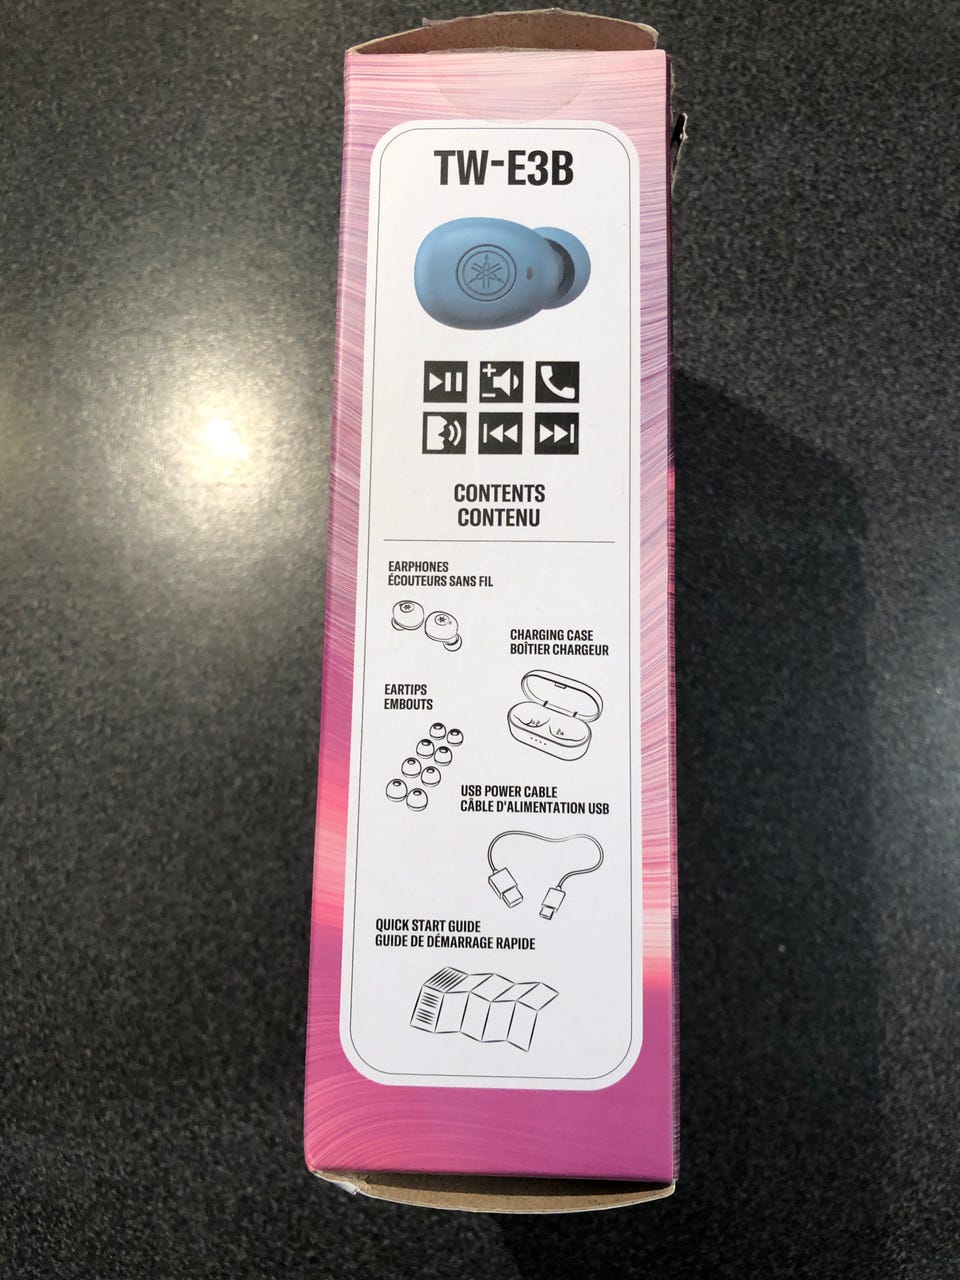 TW-E3B
CONTENTS
CONTENU
EARPHONES
ÉCOUTEURS SANS FIL
CHARGING CASE
BOÎTIER CHARGEUR
EARTIPS
EMBOUTS
USB POWER CABLE
CÂBLE D'ALIMENTATION USB
QUICK START GUIDE
GUIDE DE DÉMARRAGE RAPIDE